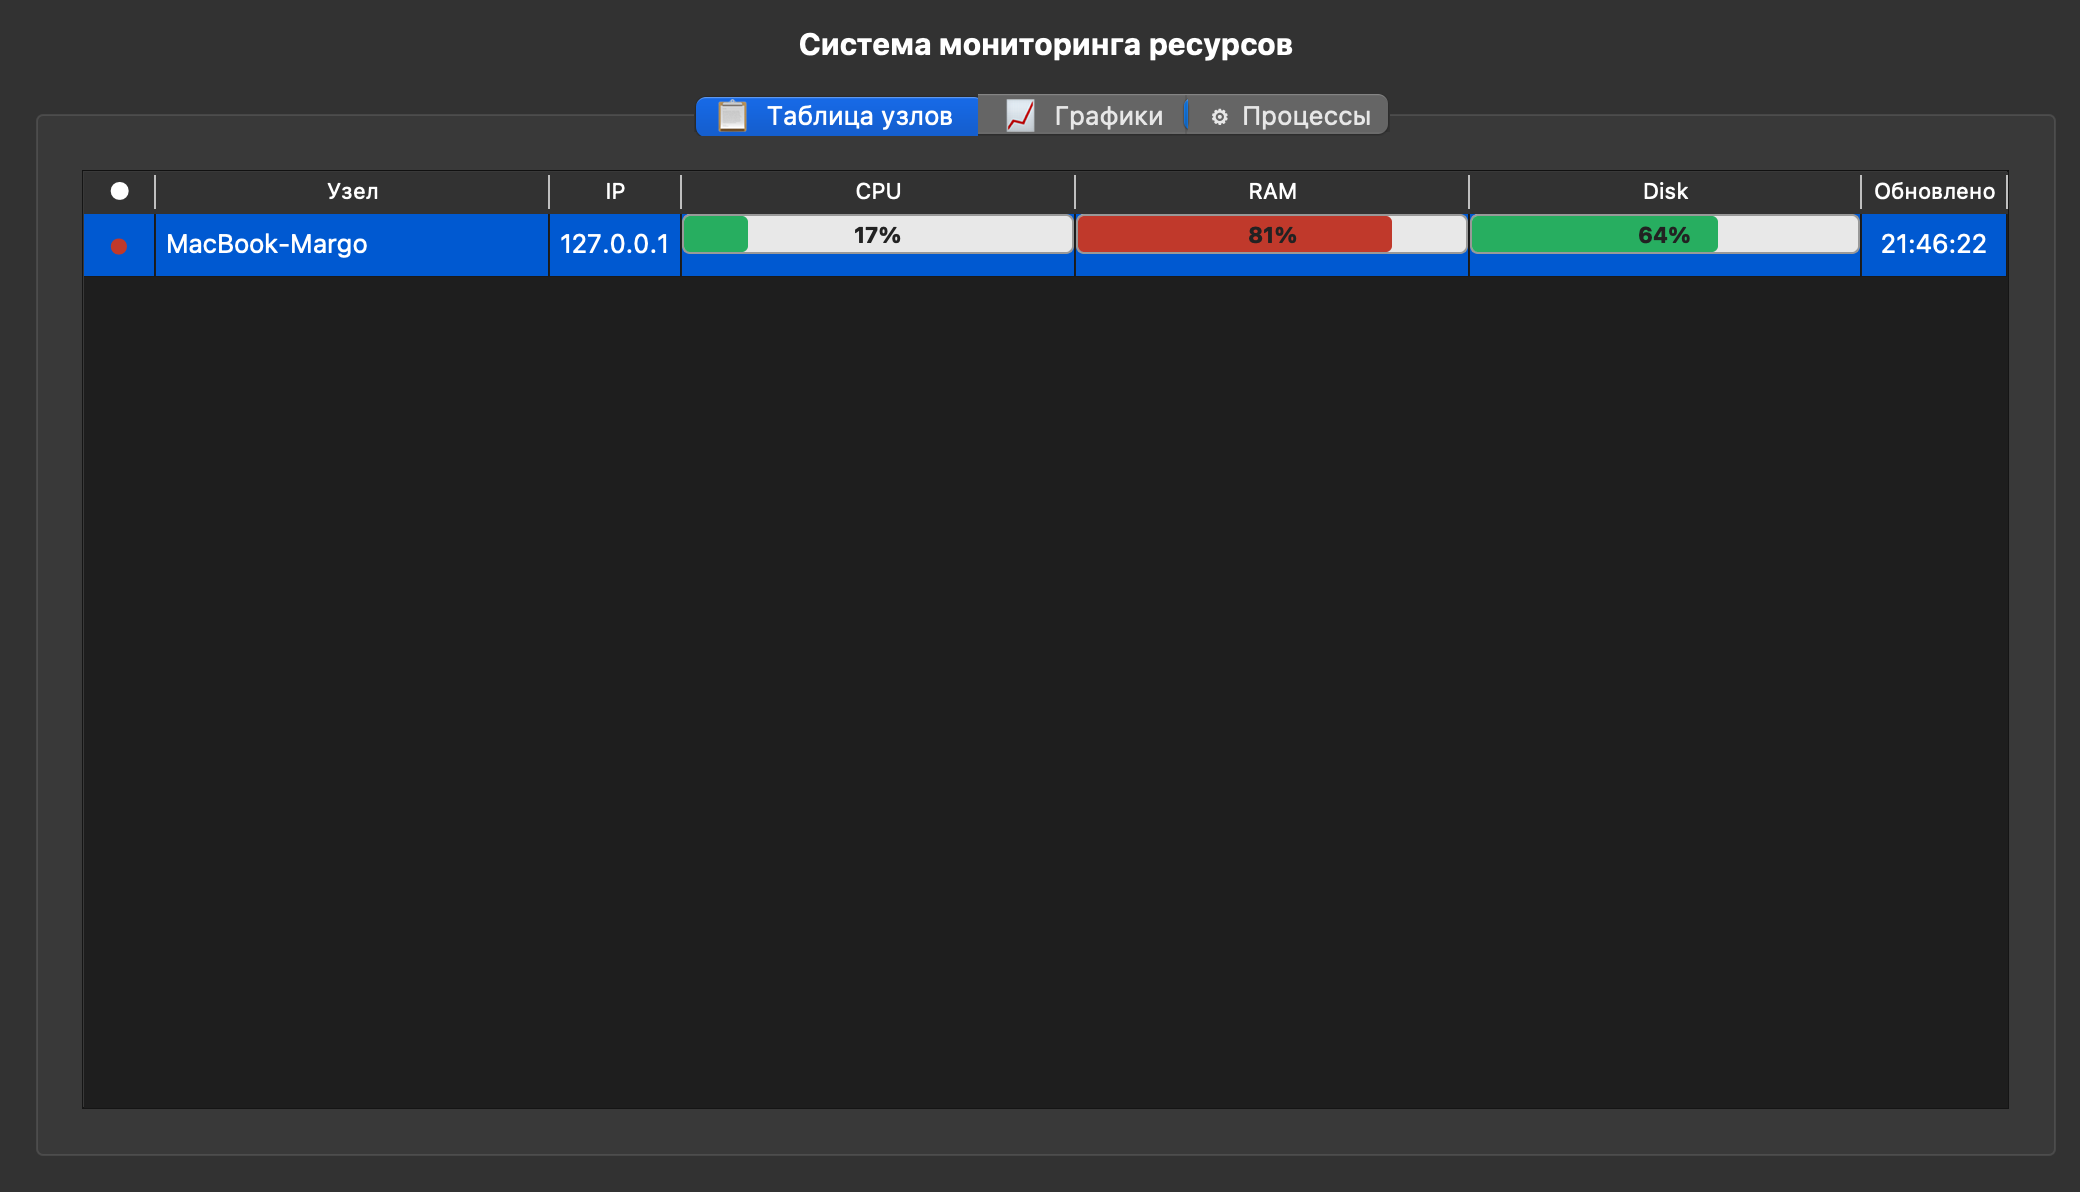 Система мониторинга ресурсов
Таблица узлов Графики Процессы
Узел IP CPU RAM Disk Обновлено
MacBook-Margo 127.0.0.1 17% 81% 64% 21:46:22